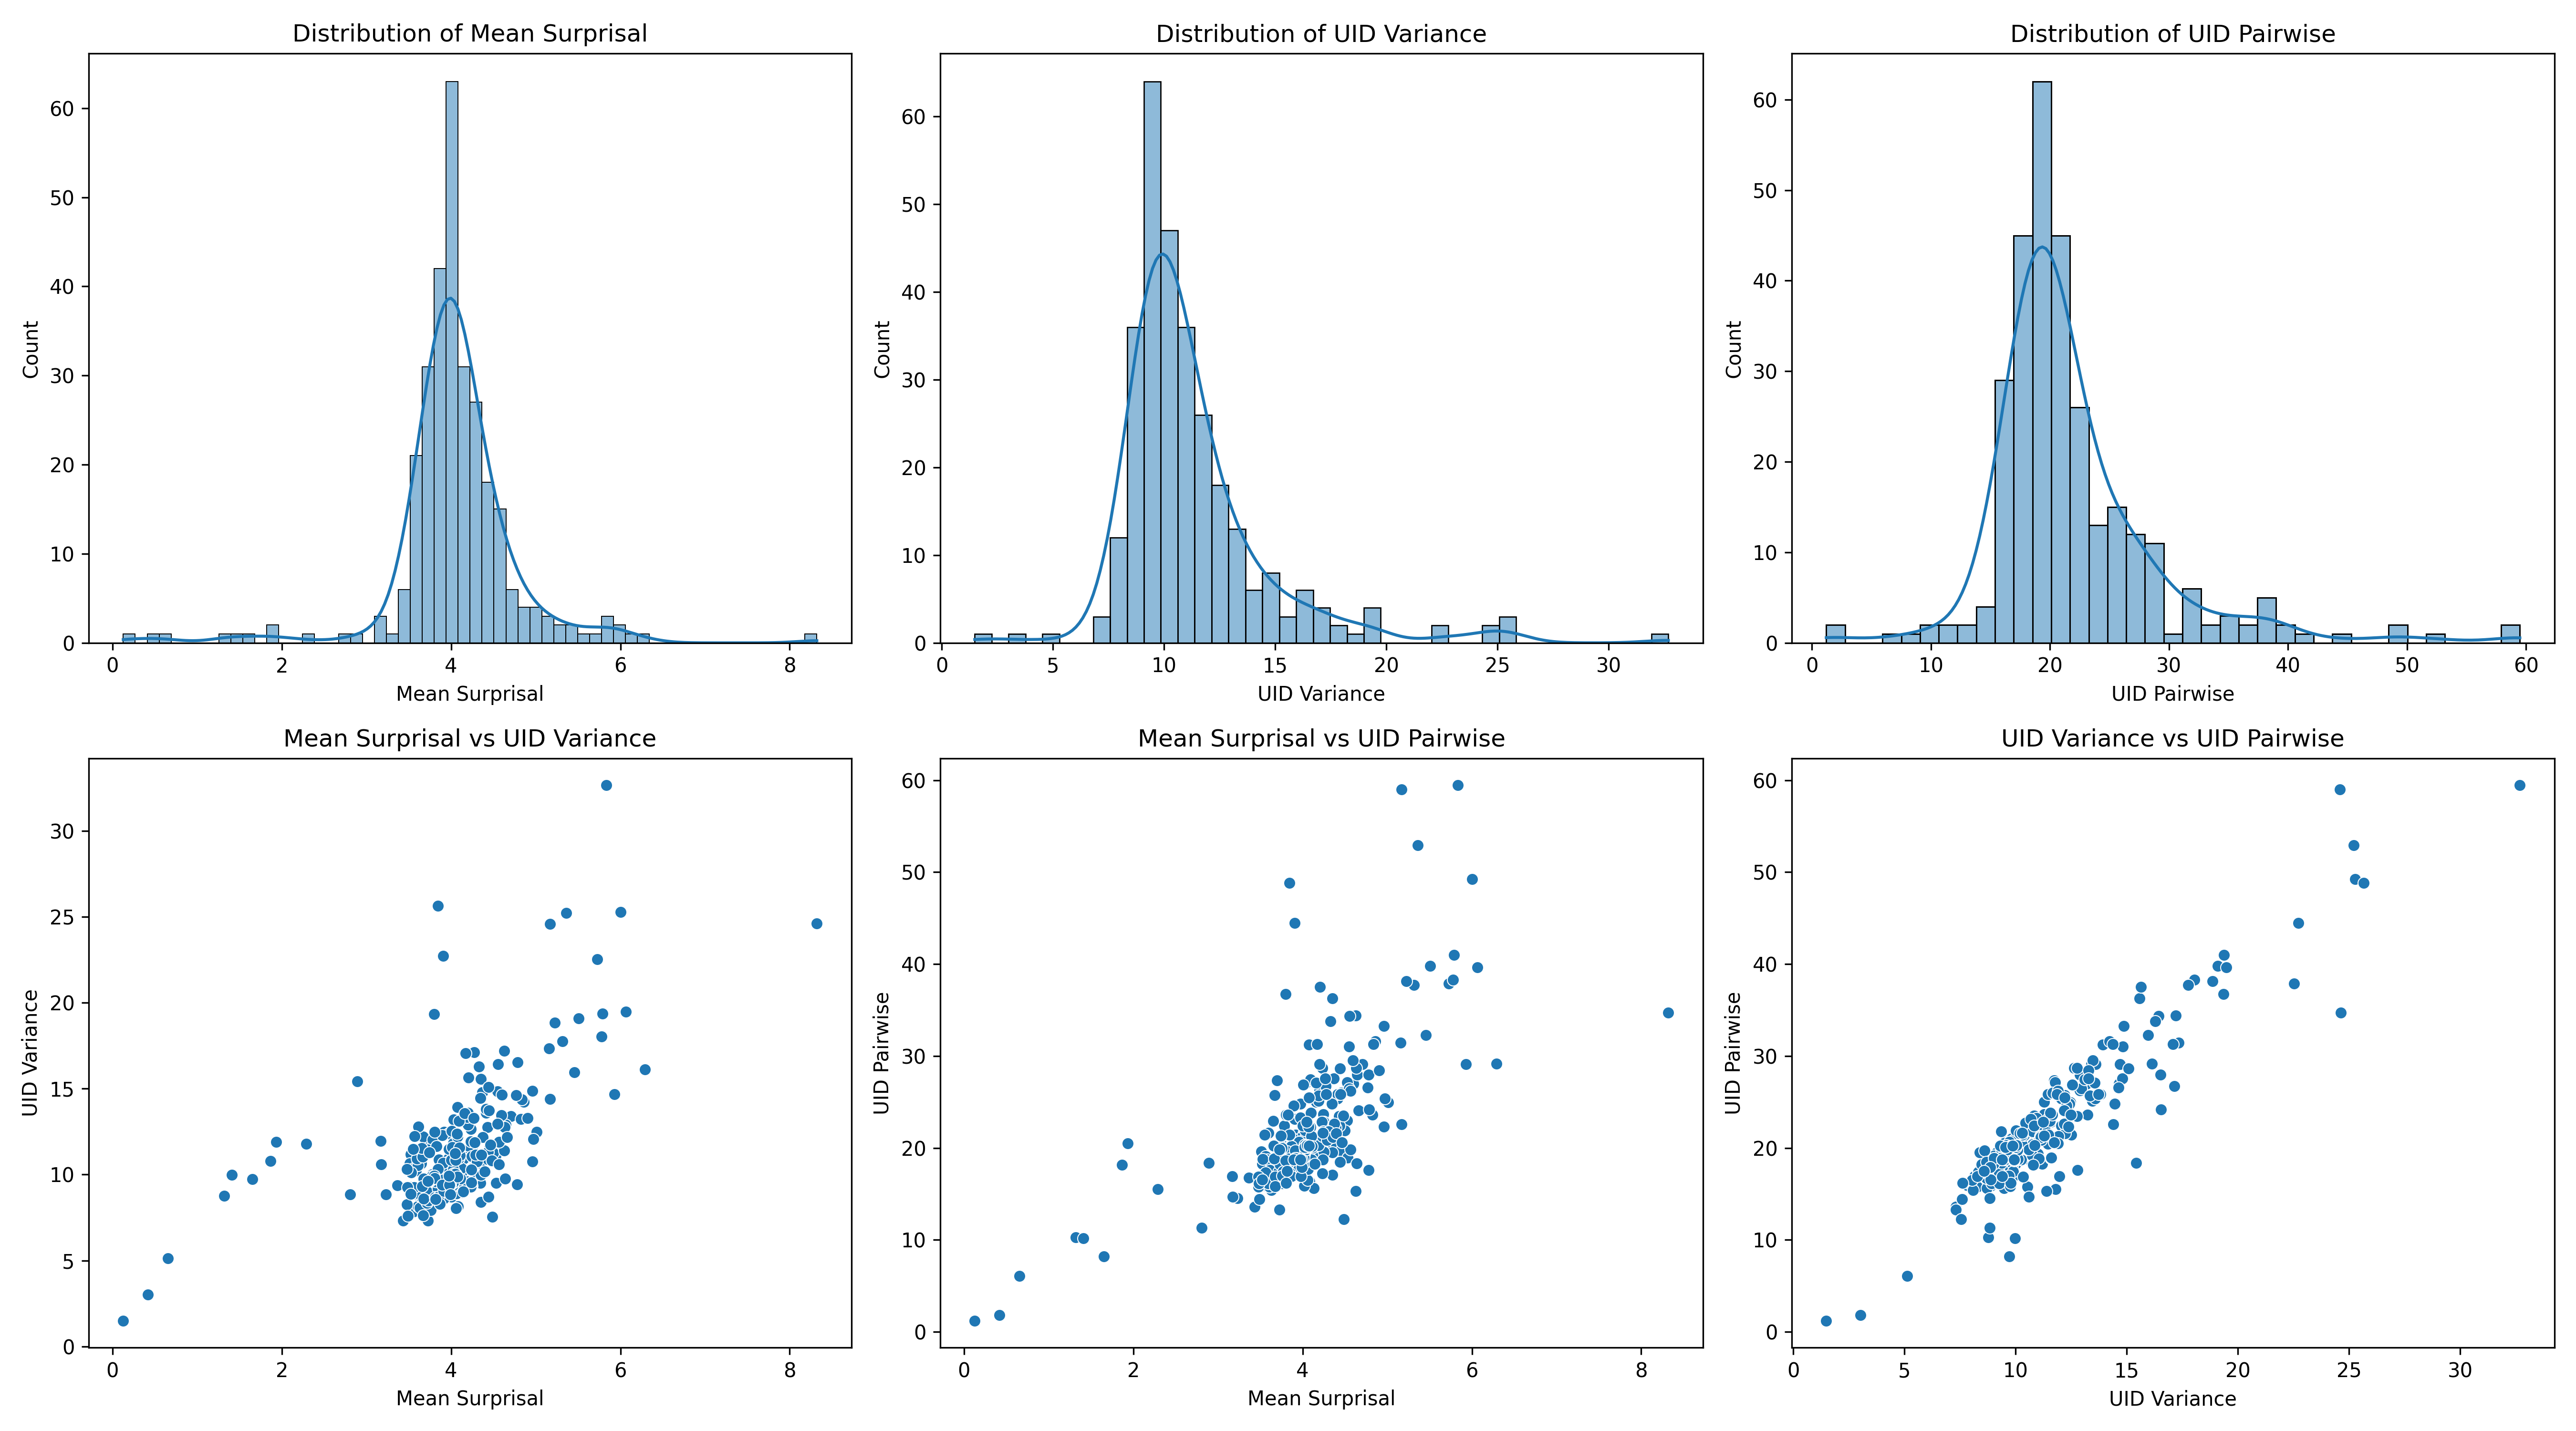 Distribution of Mean Surprisal
Count
0
10
20
30
40
50
60
0 2 4 6 8
Mean Surprisal
Distribution of UID Variance
Count
0
10
20
30
40
50
60
0 5 10 15 20 25 30
UID Variance
Distribution of UID Pairwise
Count
0
10
20
30
40
50
60
0 10 20 30 40 50 60
UID Pairwise
Mean Surprisal vs UID Variance
UID Variance
0
5
10
15
20
25
30
0 2 4 6 8
Mean Surprisal
Mean Surprisal vs UID Pairwise
UID Pairwise
0
10
20
30
40
50
60
0 2 4 6 8
Mean Surprisal
UID Variance vs UID Pairwise
UID Pairwise
0
10
20
30
40
50
60
0 5 10 15 20 25 30
UID Variance